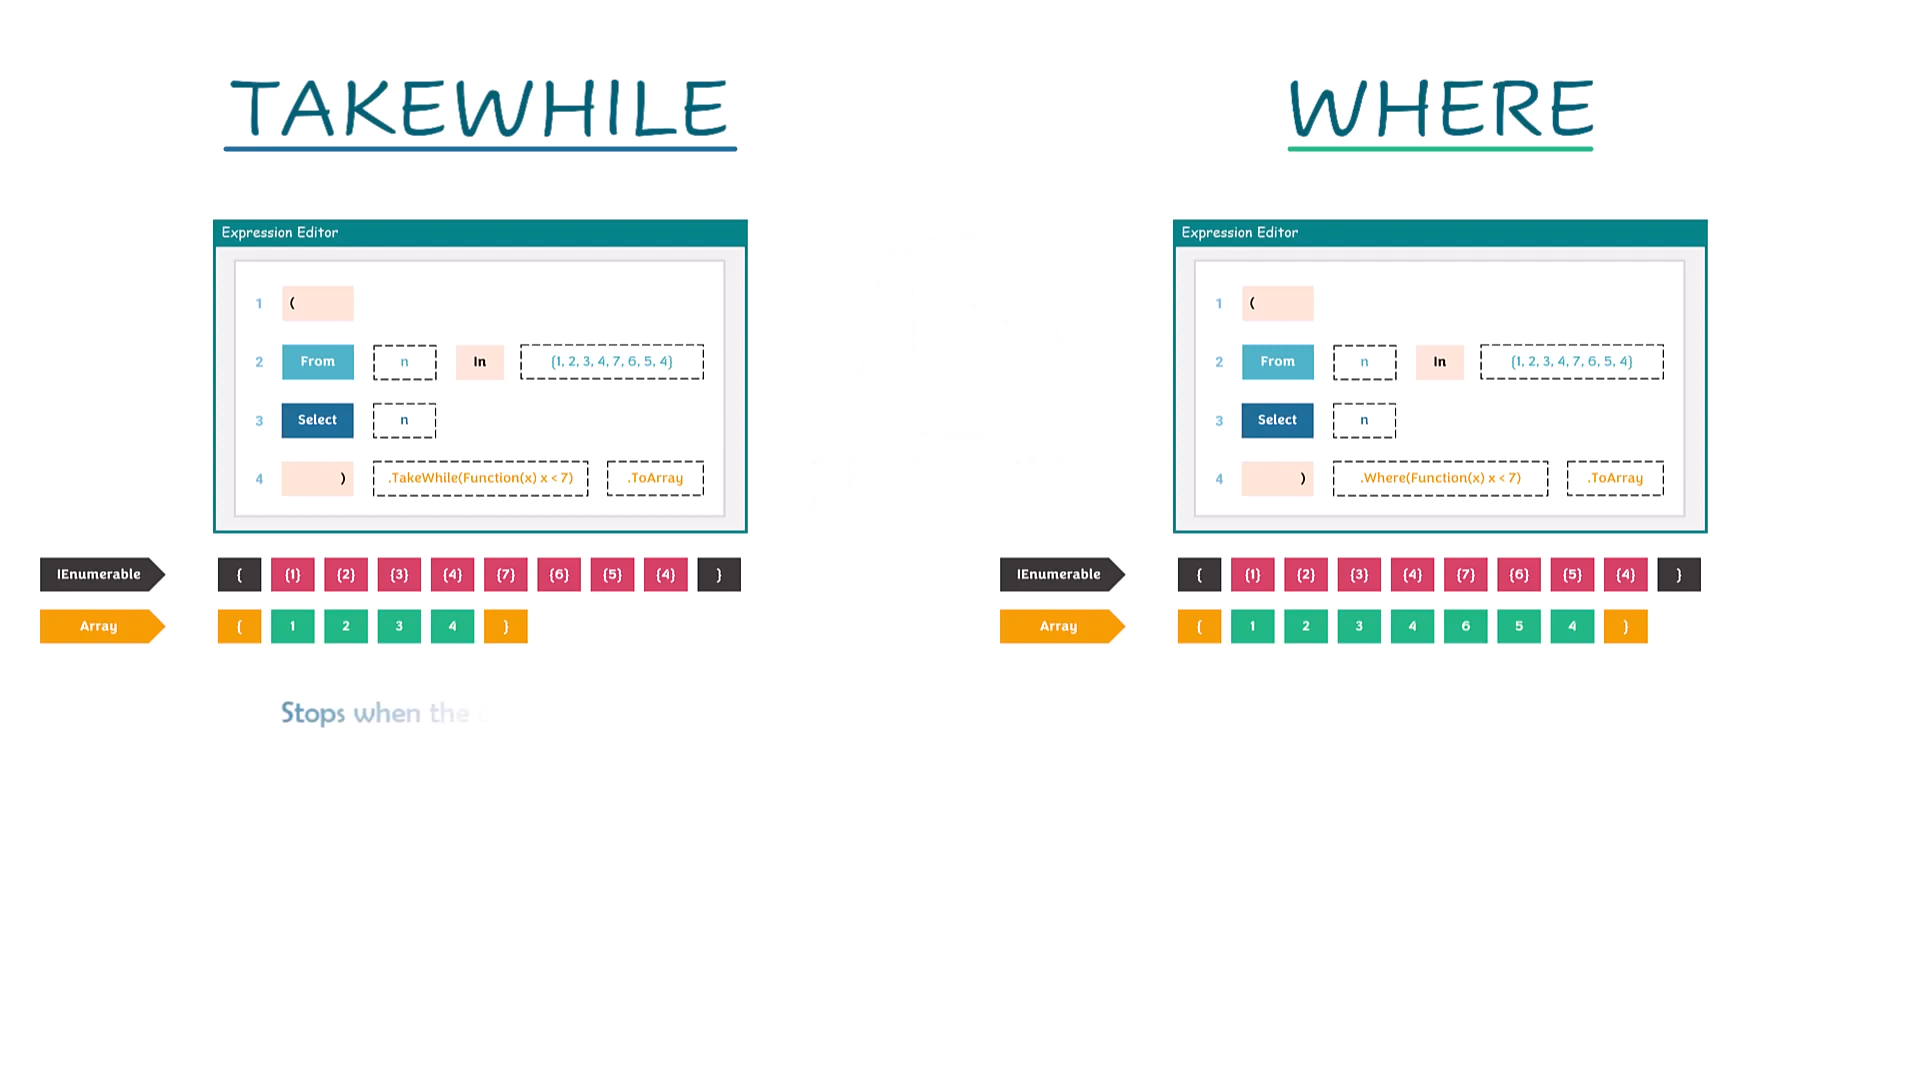 TAKEWHILE
Expression Editor
1 (
2 From n In {1, 2, 3, 4, 7, 6, 5, 4}
3 Select n
4 ) .TakeWhile(Function(x) x < 7) .ToArray
IEnumerable { {1} {2} {3} {4} {7} {6} {5} {4} }
Array { 1 2 3 4 }
Stops when the
WHERE
Expression Editor
1 (
2 From n In {1, 2, 3, 4, 7, 6, 5, 4}
3 Select n
4 ) .Where(Function(x) x < 7) .ToArray
IEnumerable { {1} {2} {3} {4} {7} {6} {5} {4} }
Array { 1 2 3 4 6 5 4 }